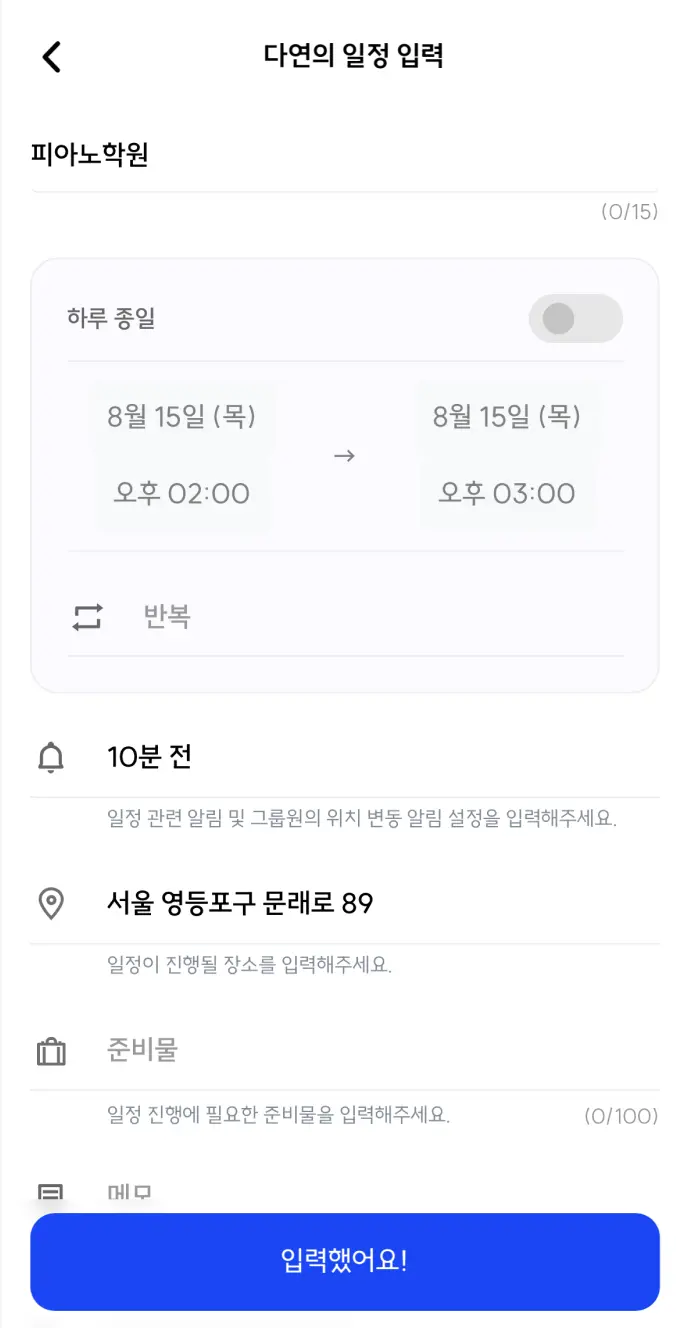 다연의 일정 입력
피아노학원
(0/15)
하루 종일
8월 15일 (목)
8월 15일 (목)
→
오후 02:00
오후 03:00
반복
10분 전
일정 관련 알림 및 그룹원의 위치 변동 알림 설정을 입력해주세요.
서울 영등포구 문래로 89
일정이 진행될 장소를 입력해주세요.
준비물
일정 진행에 필요한 준비물을 입력해주세요.
(0/100)
메모
입력했어요!